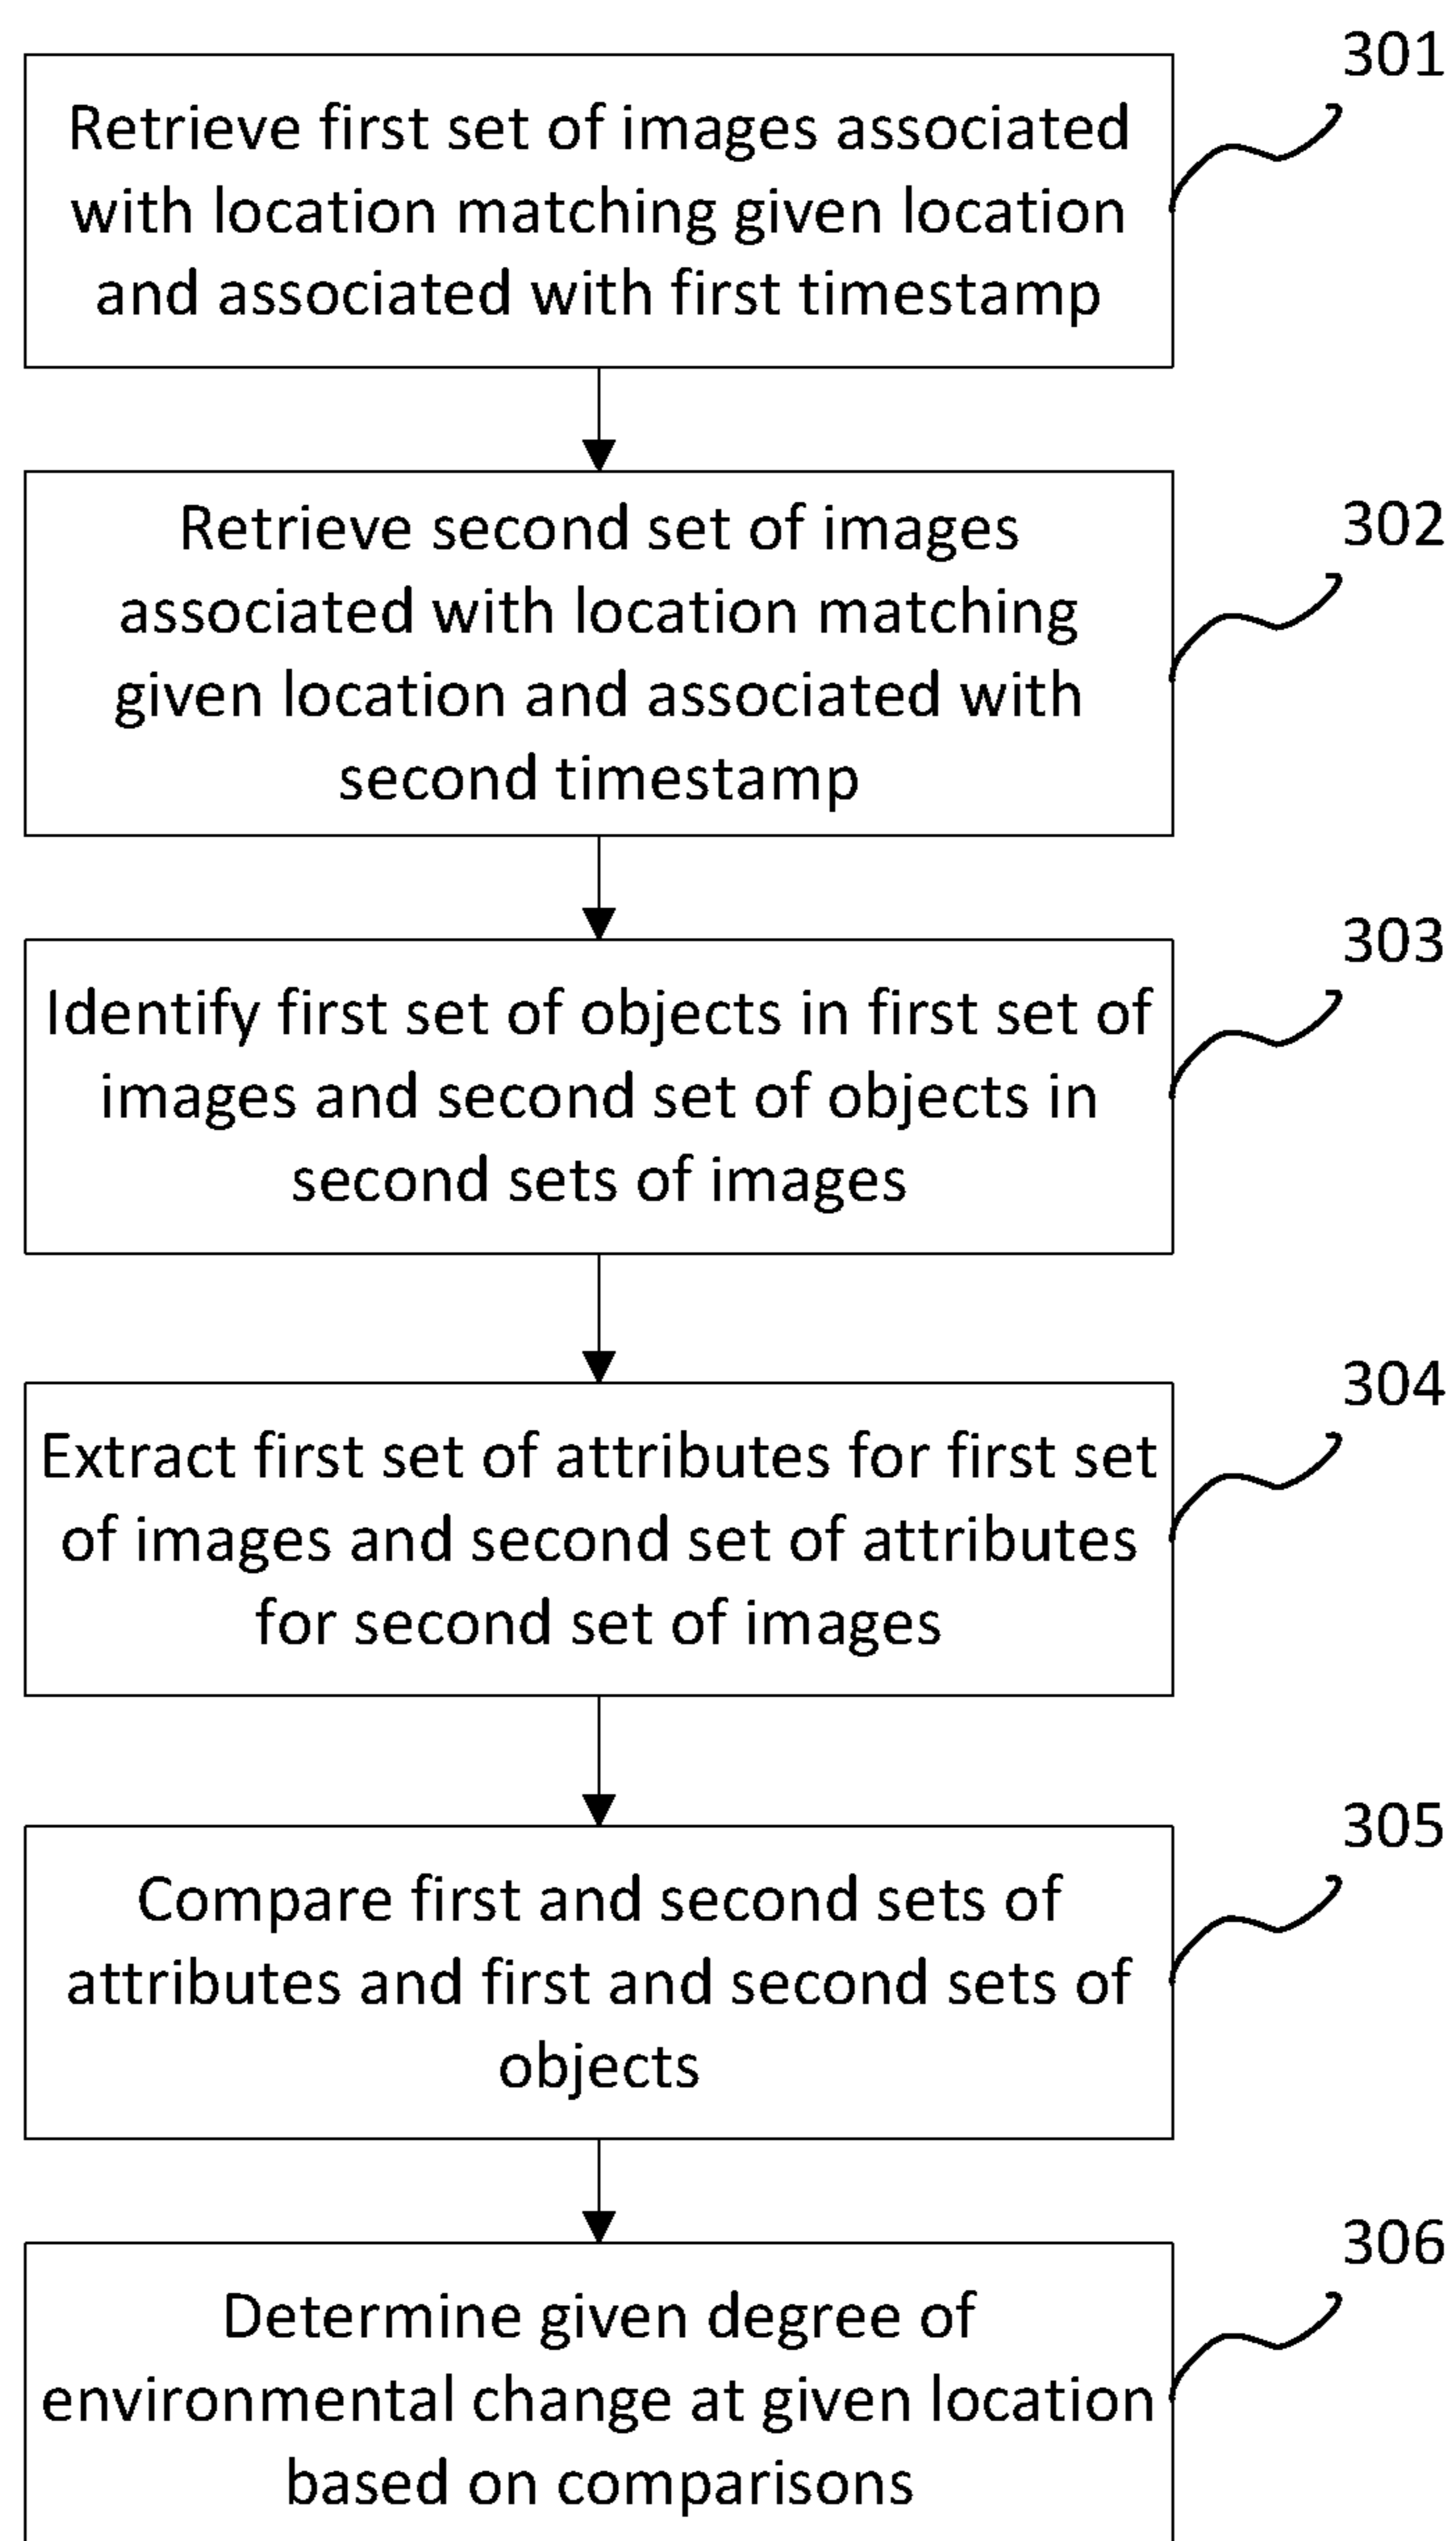 301
Retrieve first set of images associated
with location matching given location
and associated with first timestamp
302
Retrieve second set of images
associated with location matching
given location and associated with
second timestamp
303
Identify first set of objects in first set of
images and second set of objects in
second sets of images
304
Extract first set of attributes for first set
of images and second set of attributes
for second set of images
305
Compare first and second sets of
attributes and first and second sets of
objects
306
Determine given degree of
environmental change at given location
based on comparisons